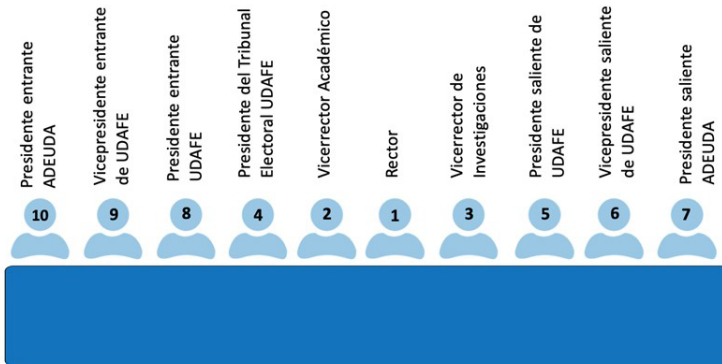 Presidente entrante
ADEUDA
Vicepresidente entrante
de UDAFE
Presidente entrante
UDAFE
Presidente del Tribunal
Electoral UDAFE
Vicerrector Académico
Rector
Vicerrector de
Investigaciones
Presidente saliente de
UDAFE
Vicepresidente saliente
de UDAFE
Presidente saliente
ADEUDA
10
9
8
4
2
1
3
5
6
7